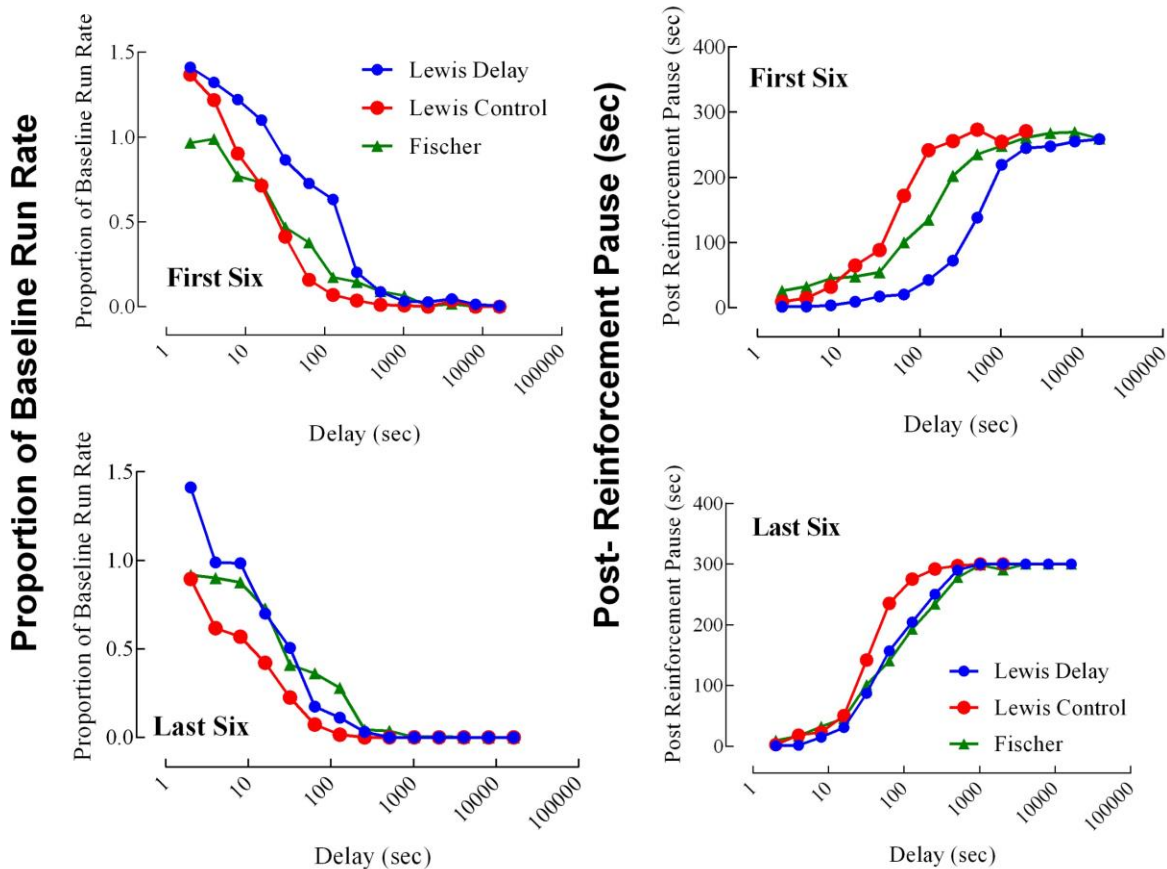 Proportion of Baseline Run Rate
Proportion of Baseline Run Rate
1.5
1.0
0.5
0.0
Lewis Delay
Lewis Control
Fischer
First Six
1
10
100
1000
10000
100000
Delay (sec)
Post- Reinforcement Pause (sec)
Post Reinforcement Pause (sec)
400
300
200
100
0
First Six
1
10
100
1000
10000
100000
Delay (sec)
Proportion of Baseline Run Rate
1.5
1.0
0.5
0.0
Last Six
1
10
100
1000
10000
100000
Delay (sec)
Post Reinforcement Pause (sec)
400
300
200
100
0
Last Six
Lewis Delay
Lewis Control
Fischer
1
10
100
1000
10000
100000
Delay (sec)